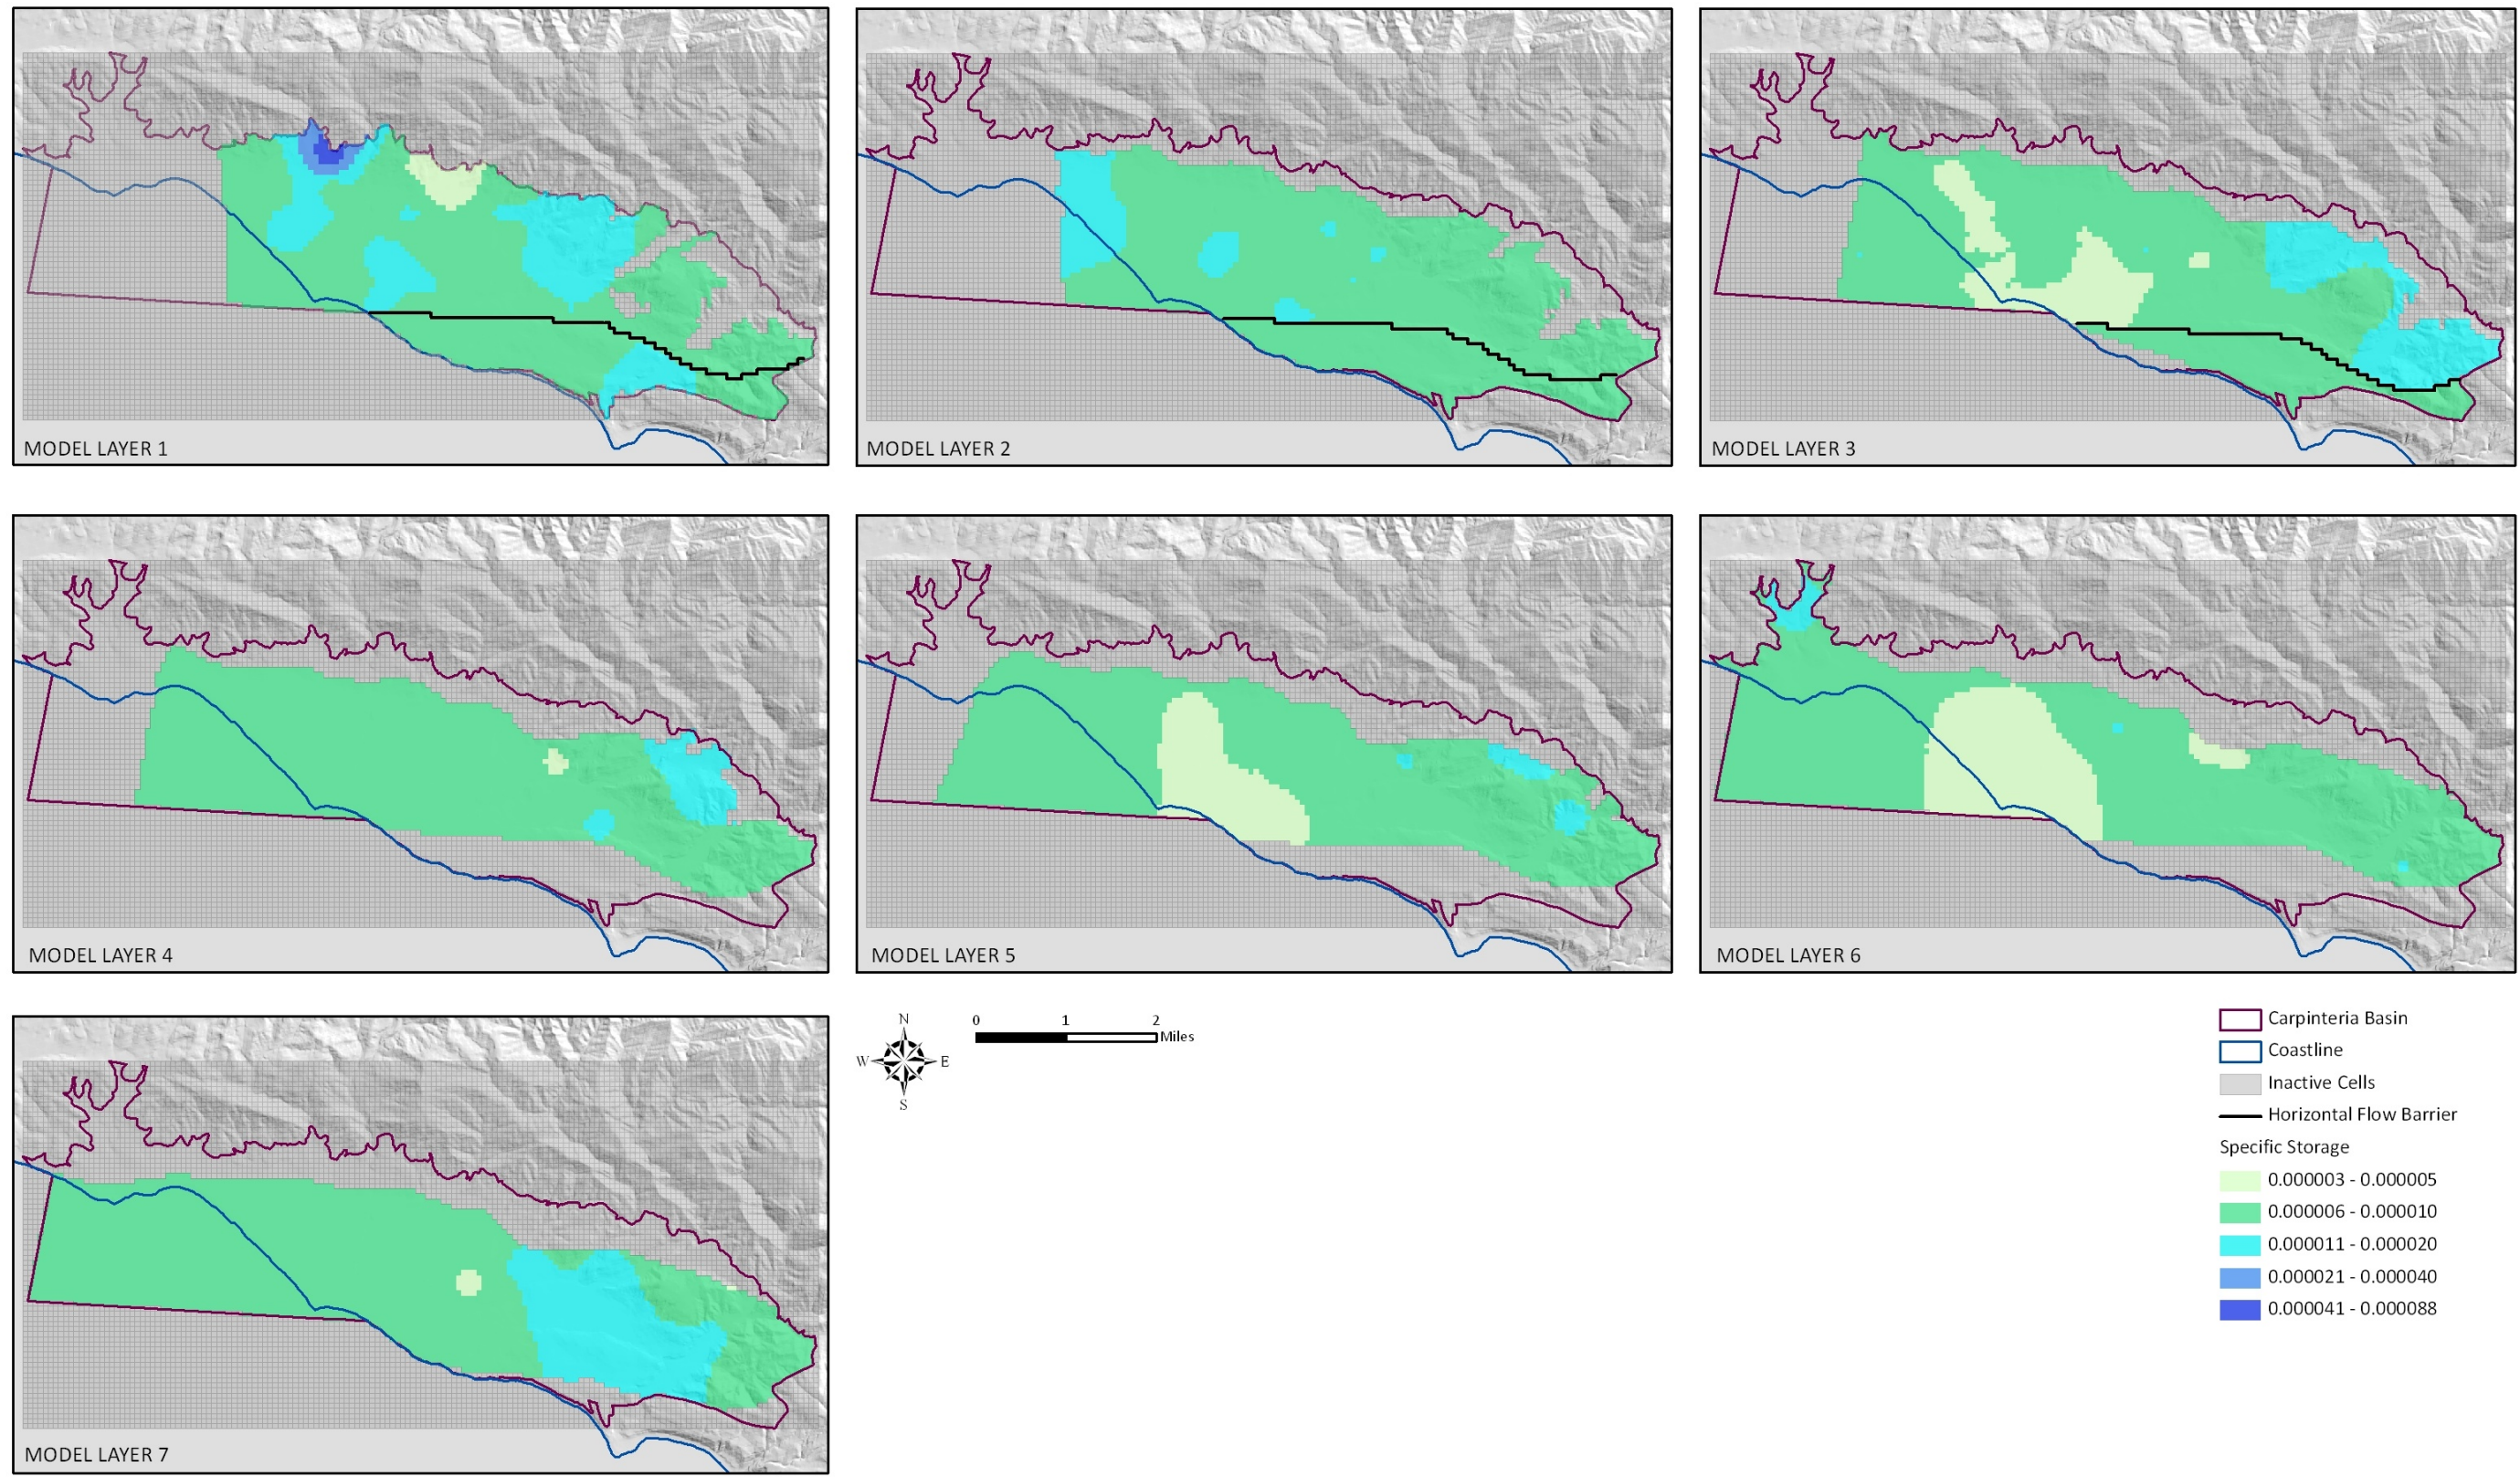 MODEL LAYER 1
MODEL LAYER 2
MODEL LAYER 3
MODEL LAYER 4
MODEL LAYER 5
MODEL LAYER 6
MODEL LAYER 7
N
W E
S
0 1 2
Miles
Carpinteria Basin
Coastline
Inactive Cells
Horizontal Flow Barrier
Specific Storage
0.000003 - 0.000005
0.000006 - 0.000010
0.000011 - 0.000020
0.000021 - 0.000040
0.000041 - 0.000088